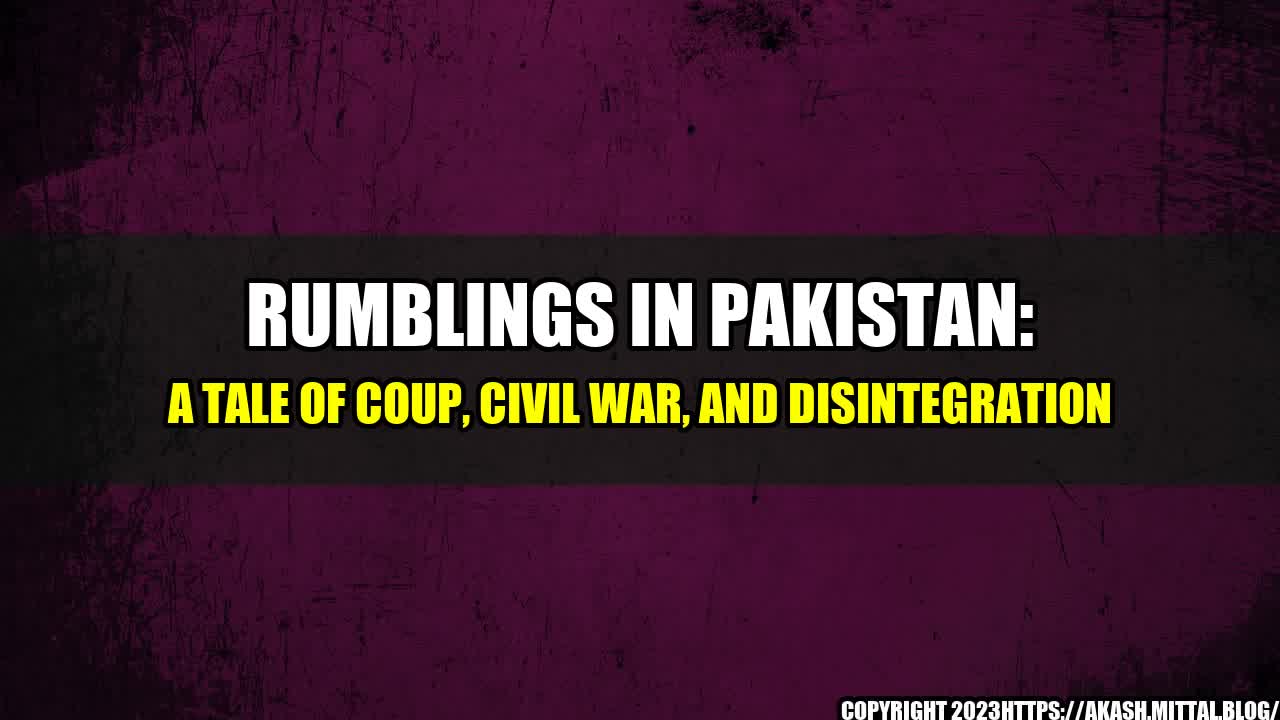 RUMBLINGS IN PAKISTAN:
A TALE OF COUP, CIVIL WAR, AND DISINTEGRATION
COPYRIGHT 2023HTTPS://AKASH.MITTAL.BLOG/